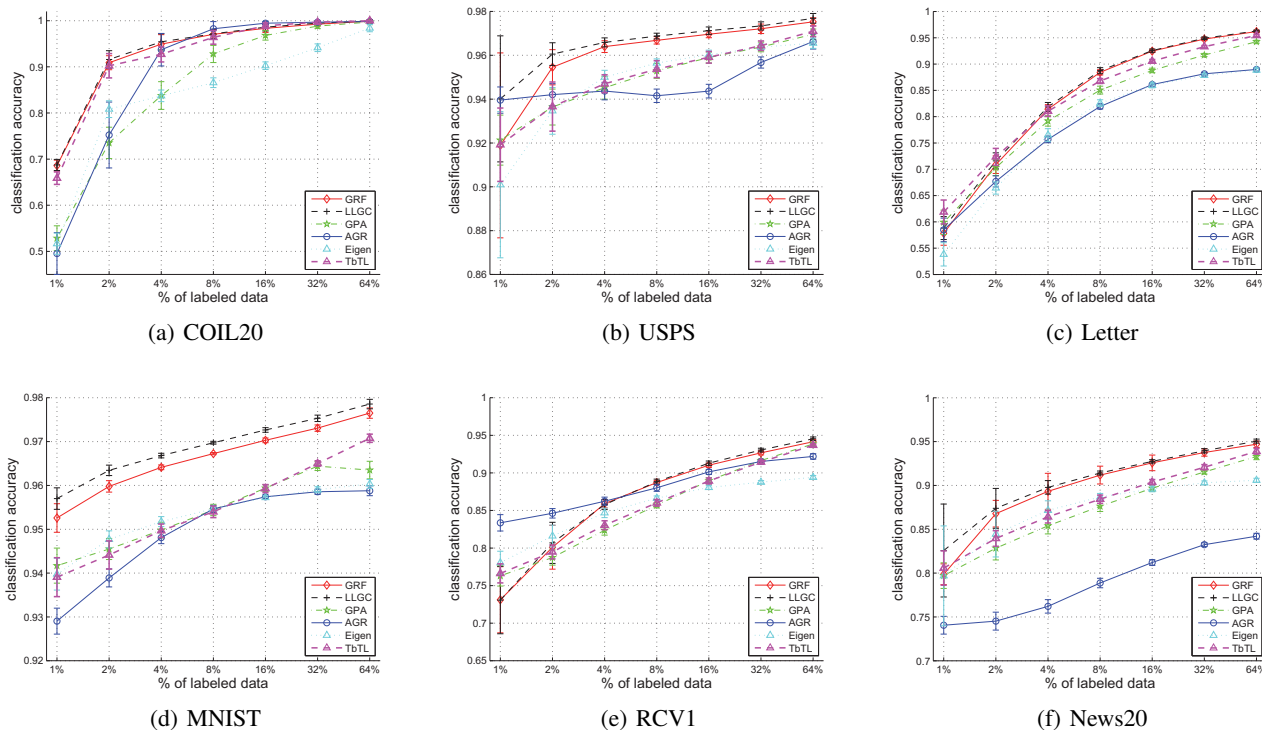 1
0.9
0.8
0.7
0.6
0.5
classification accuracy
1% 2% 4% 8% 16% 32% 64%
% of labeled data
GRF
LLGC
GPA
AGR
Eigen
TbTL
(a) COIL20
0.98
0.96
0.94
0.92
0.9
0.88
0.86
classification accuracy
1% 2% 4% 8% 16% 32% 64%
% of labeled data
GRF
LLGC
GPA
AGR
Eigen
TbTL
(b) USPS
1
0.95
0.9
0.85
0.8
0.75
0.7
0.65
0.6
0.55
0.5
classification accuracy
1% 2% 4% 8% 16% 32% 64%
% of labeled data
GRF
LLGC
GPA
AGR
Eigen
TbTL
(c) Letter
0.98
0.97
0.96
0.95
0.94
0.93
0.92
classification accuracy
1% 2% 4% 8% 16% 32% 64%
% of labeled data
GRF
LLGC
GPA
AGR
Eigen
TbTL
(d) MNIST
1
0.95
0.9
0.85
0.8
0.75
0.7
0.65
classification accuracy
1% 2% 4% 8% 16% 32% 64%
% of labeled data
GRF
LLGC
GPA
AGR
Eigen
TbTL
(e) RCV1
1
0.95
0.9
0.85
0.8
0.75
0.7
classification accuracy
1% 2% 4% 8% 16% 32% 64%
% of labeled data
GRF
LLGC
GPA
AGR
Eigen
TbTL
(f) News20